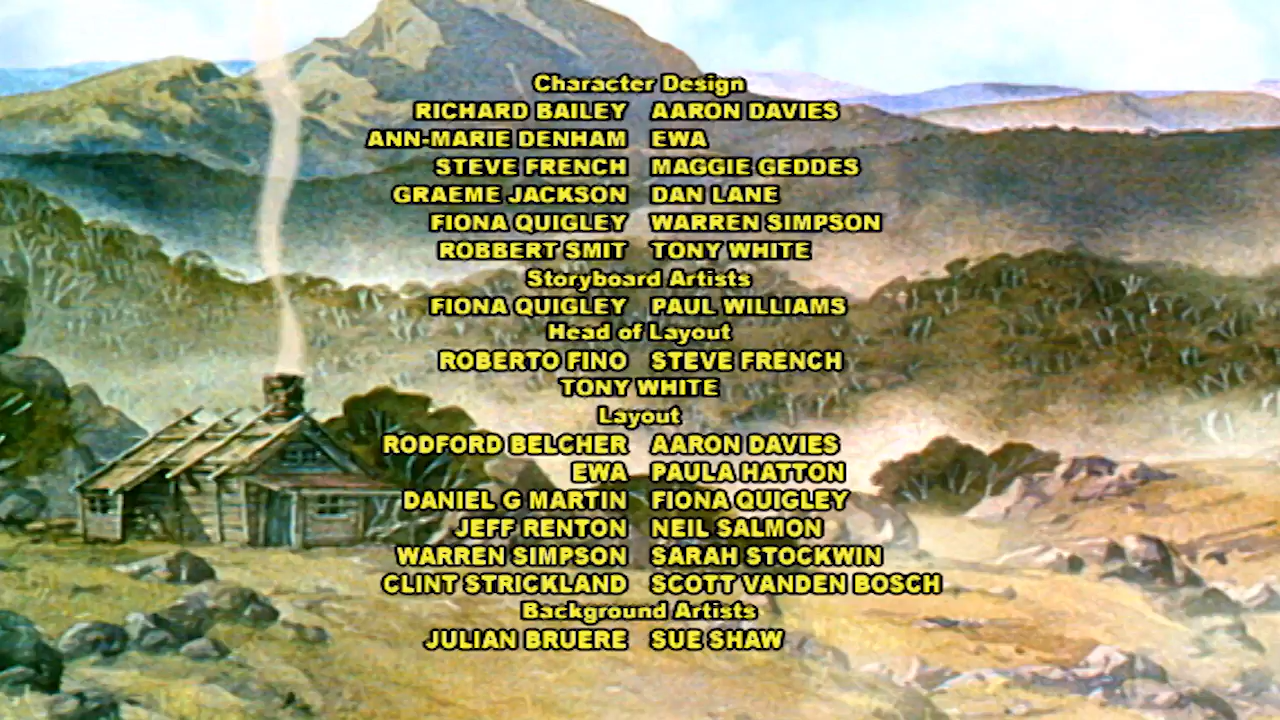 Character Design
RICHARD BAILEY AARON DAVIES
ANN-MARIE DENHAM EWA
STEVE FRENCH MAGGIE GEDDES
GRAEME JACKSON DAN LANE
FIONA QUIGLEY WARREN SIMPSON
ROBBERT SMIT TONY WHITE
Storyboard Artists
FIONA QUIGLEY PAUL WILLIAMS
Head of Layout
ROBERTO FINO STEVE FRENCH
TONY WHITE
Layout
RODFORD BELCHER AARON DAVIES
EWA PAULA HATTON
DANIEL G MARTIN FIONA QUIGLEY
JEFF RENTON NEIL SALMON
WARREN SIMPSON SARAH STOCKWIN
CLINT STRICKLAND SCOTT VANDEN BOSCH
Background Artists
JULIAN BRUERE SUE SHAW